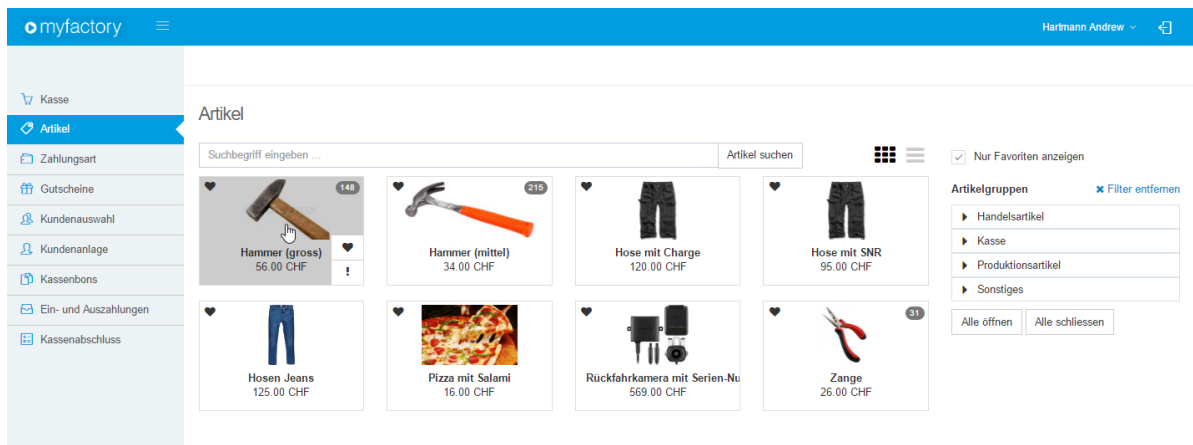 myfactory
Hartmann Andrew
Kasse
Artikel
Zahlungsart
Gutscheine
Kundenauswahl
Kundenanlage
Kassenbons
Ein- und Auszahlungen
Kassenabschluss
Artikel
Suchbegriff eingeben ...
Artikel suchen
Nur Favoriten anzeigen
148
Hammer (gross)
56.00 CHF
!
215
Hammer (mittel)
34.00 CHF
Hose mit Charge
120.00 CHF
Hose mit SNR
95.00 CHF
Hosen Jeans
125.00 CHF
Pizza mit Salami
16.00 CHF
Rückfahrkamera mit Serien-Nu
569.00 CHF
31
Zange
26.00 CHF
Artikelgruppen
Filter entfernen
Handelsartikel
Kasse
Produktionsartikel
Sonstiges
Alle öffnen
Alle schliessen